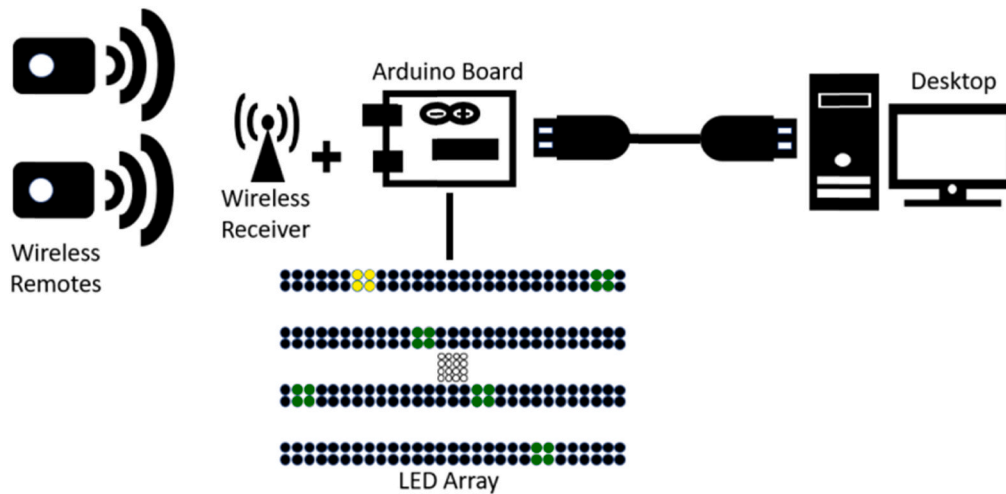 Arduino Board
Desktop
Wireless
Receiver
Wireless
Remotes
LED Array